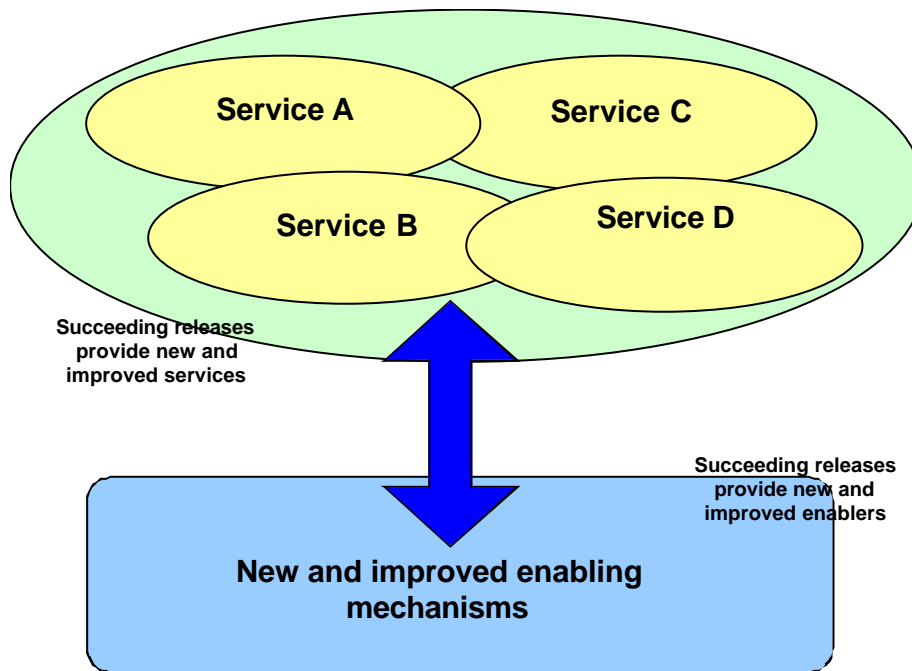 Service A
Service C
Service B
Service D
Succeeding releases
provide new and
improved services
Succeeding releases
provide new and
improved enablers
New and improved enabling
mechanisms